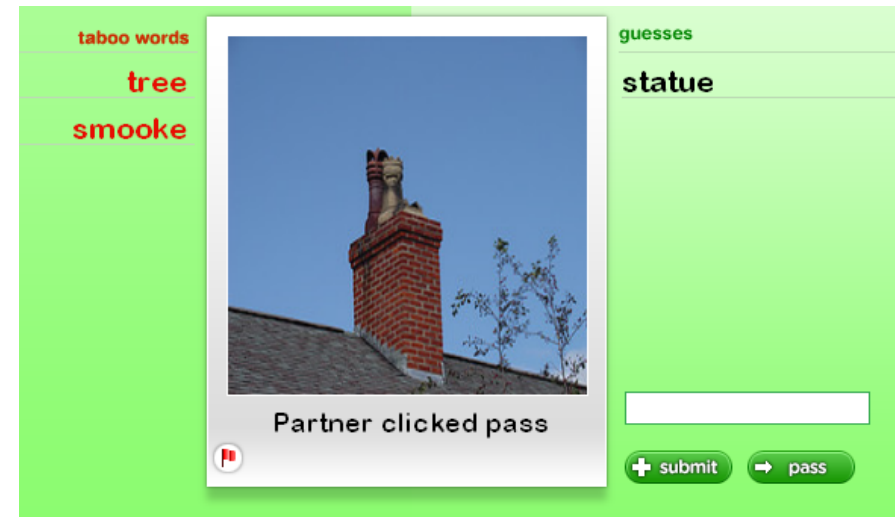 taboo words
tree
smooke
Partner clicked pass
guesses
statue
submit
pass